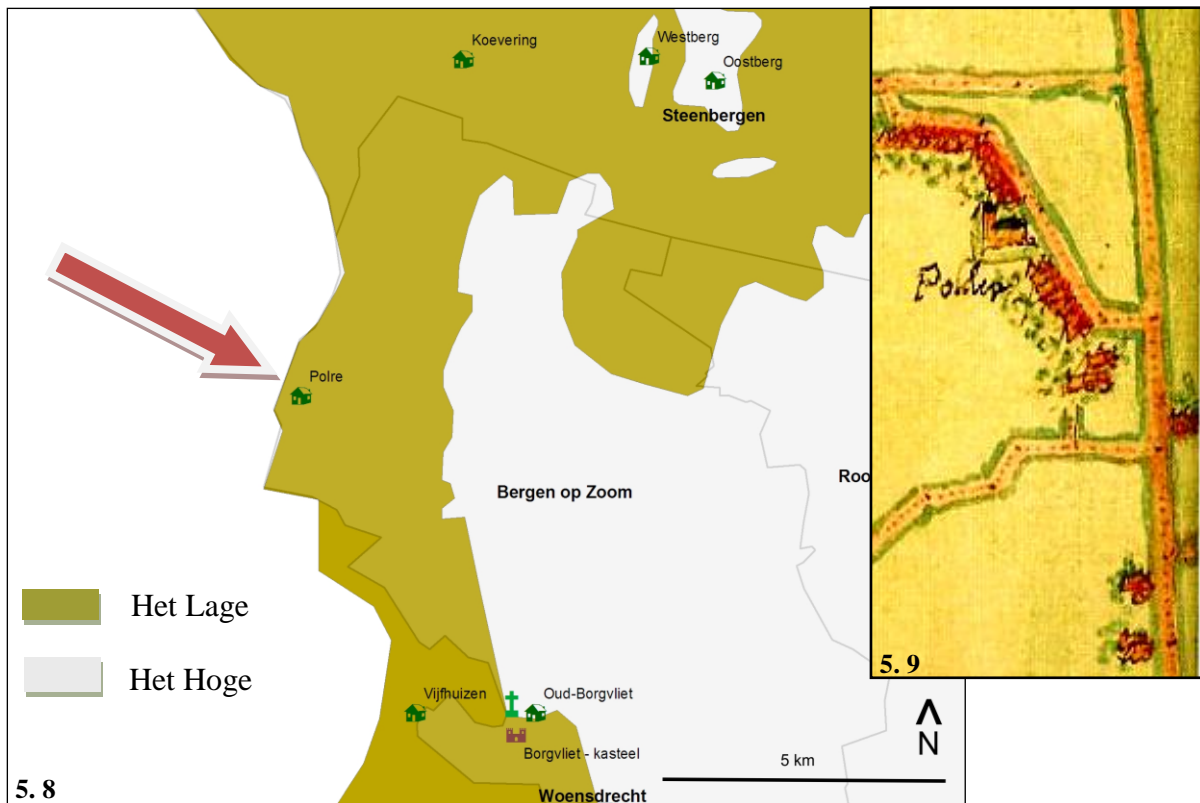 Koevering
Westberg
Oostberg
Steenbergen
Polre
Polder
Bergen op Zoom
Roo
Het Lage
Het Hoge
Vijfhuizen
Oud-Borgvliet
Borgvliet - kasteel
N
5 km
Woensdrecht
5. 8
5. 9